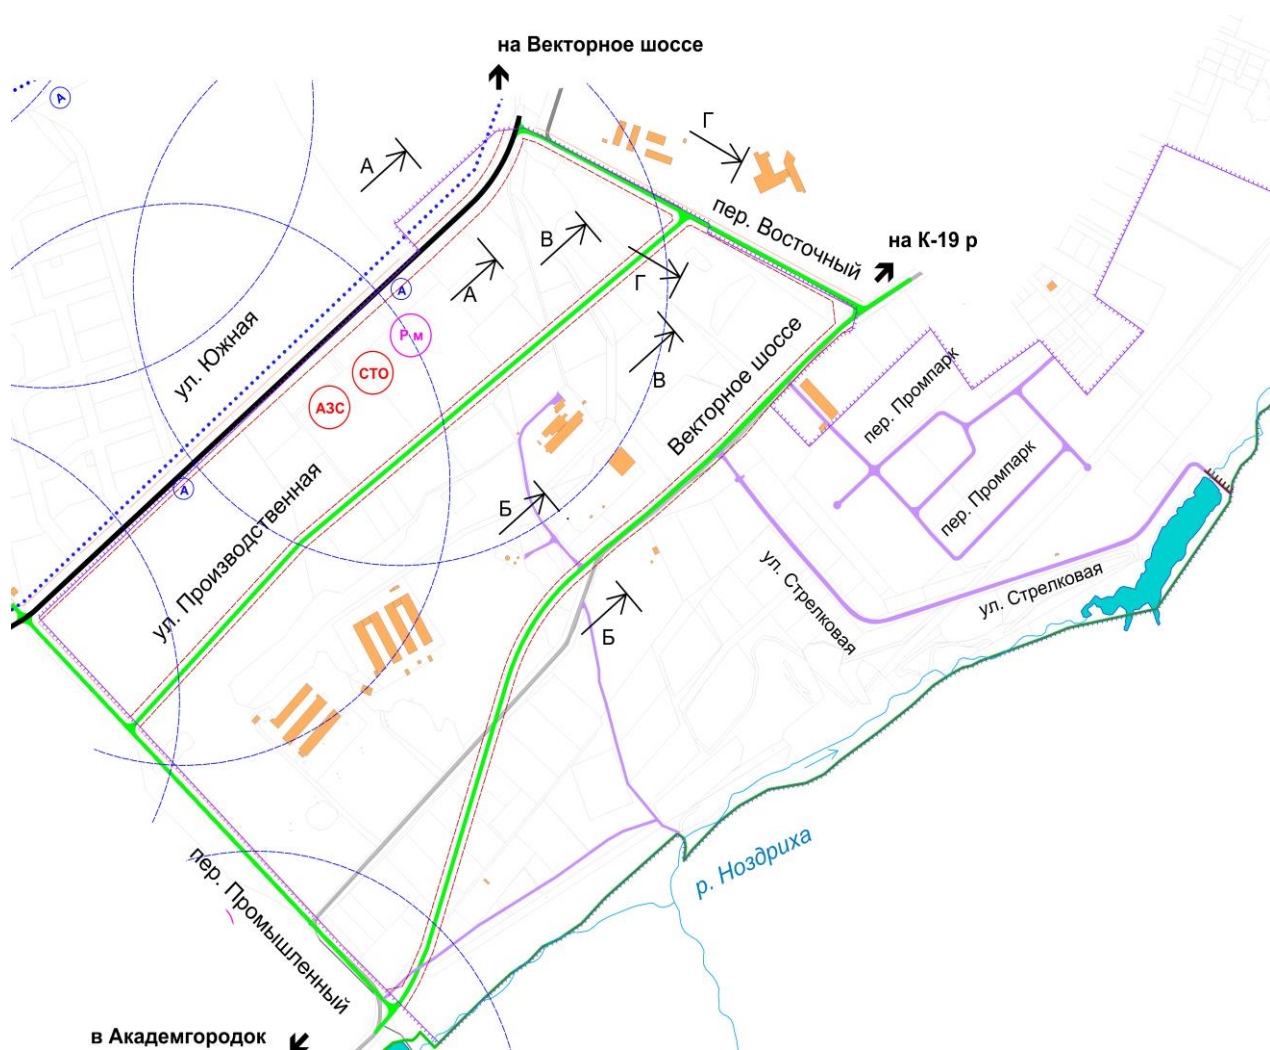 на Векторное шоссе
А
Г
А
пер. Восточный
на К-19 р
В
Г
А
А
Р м
ул. Южная
СТО
АЗС
В
Векторное шоссе
пер. Промпарк
пер. Промпарк
ул. Производственная
А
Б
ул. Стрелковая
ул. Стрелковая
Б
р. Ноздриха
пер. Промышленный
в Академгородок